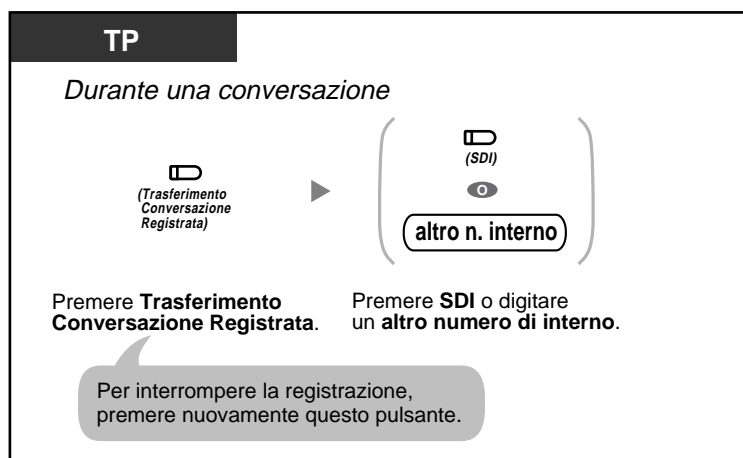 TP
Durante una conversazione
(Trasferimento
Conversazione
Registrata)
(SDI)
O
altro n. interno
Premere Trasferimento
Conversazione Registrata.
Premere SDI o digitare
un altro numero di interno.
Per interrompere la registrazione,
premere nuovamente questo pulsante.